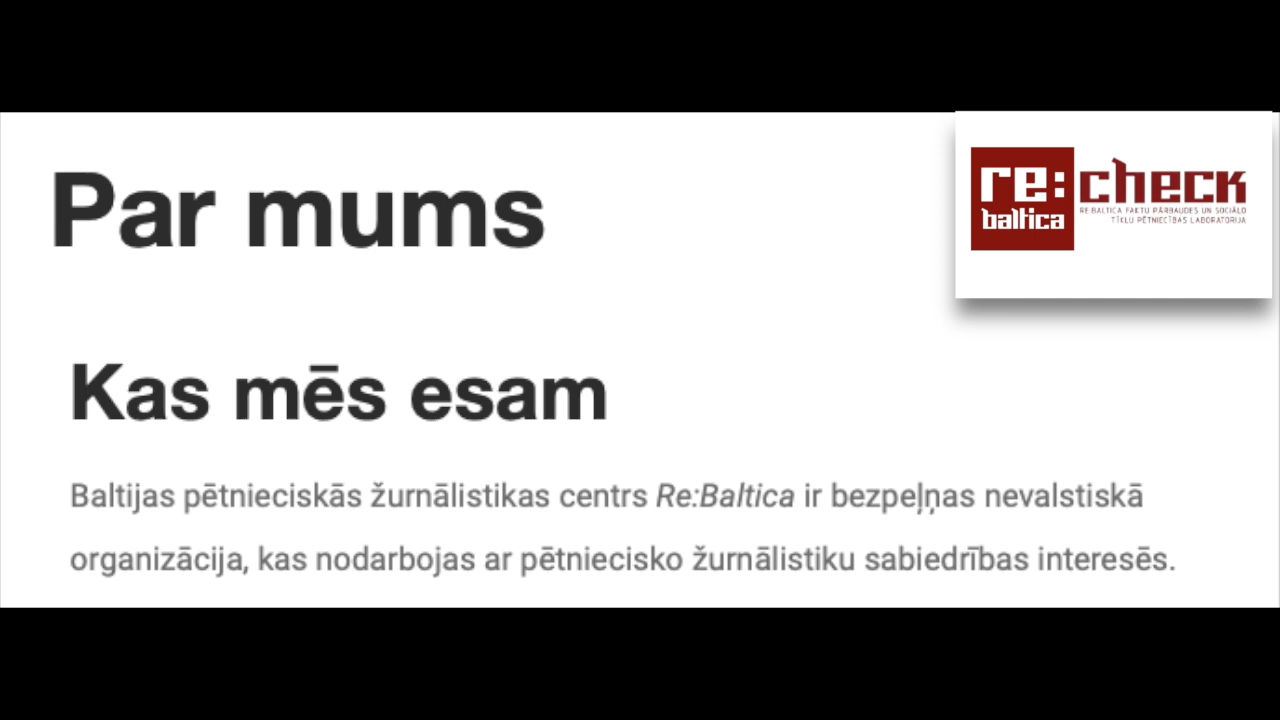 Par mums
re:check
baltica
RE:BALTICA FAKTU PĀRBAUDES UN SOCIĀLO
TĪKLU PĒTNIECĪBAS LABORATORIJA
Kas mēs esam
Baltijas pētnieciskās žurnālistikas centrs Re:Baltica ir bezpeļņas nevalstiskā
organizācija, kas nodarbojas ar pētniecisko žurnālistiku sabiedrības interesēs.